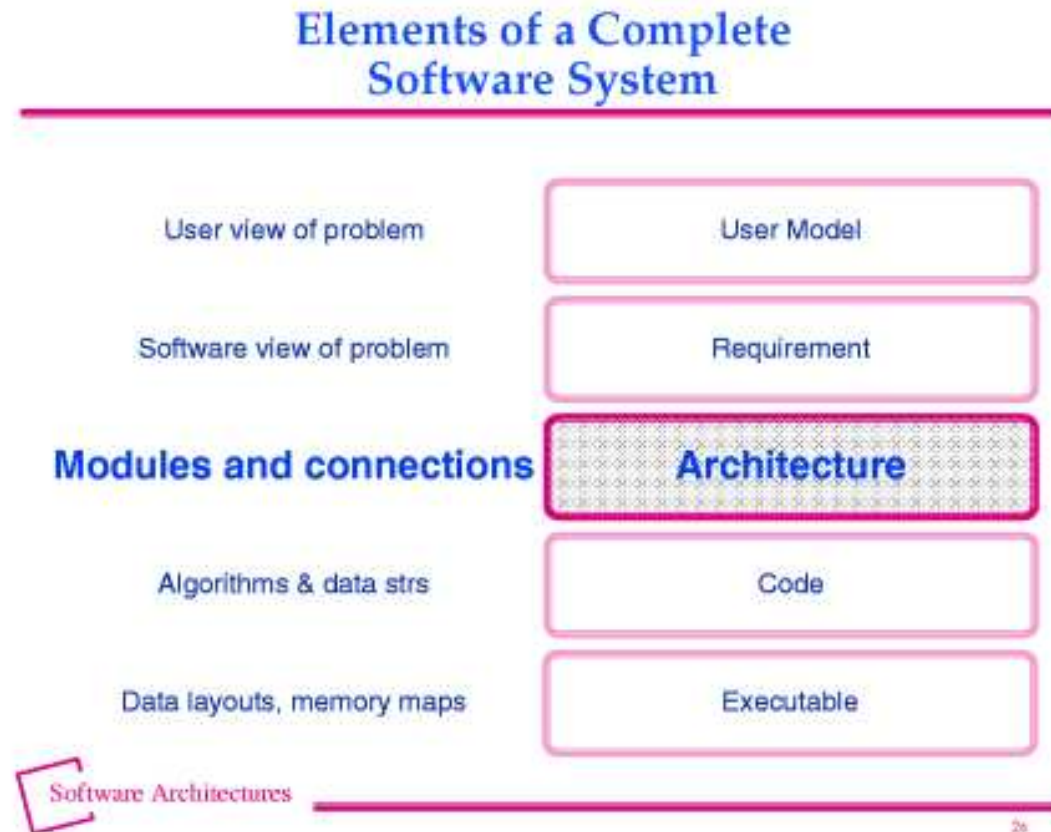 Elements of a Complete
Software System
User view of problem
User Model
Software view of problem
Requirement
Modules and connections
Architecture
Algorithms & data strs
Code
Data layouts, memory maps
Executable
Software Architectures
26